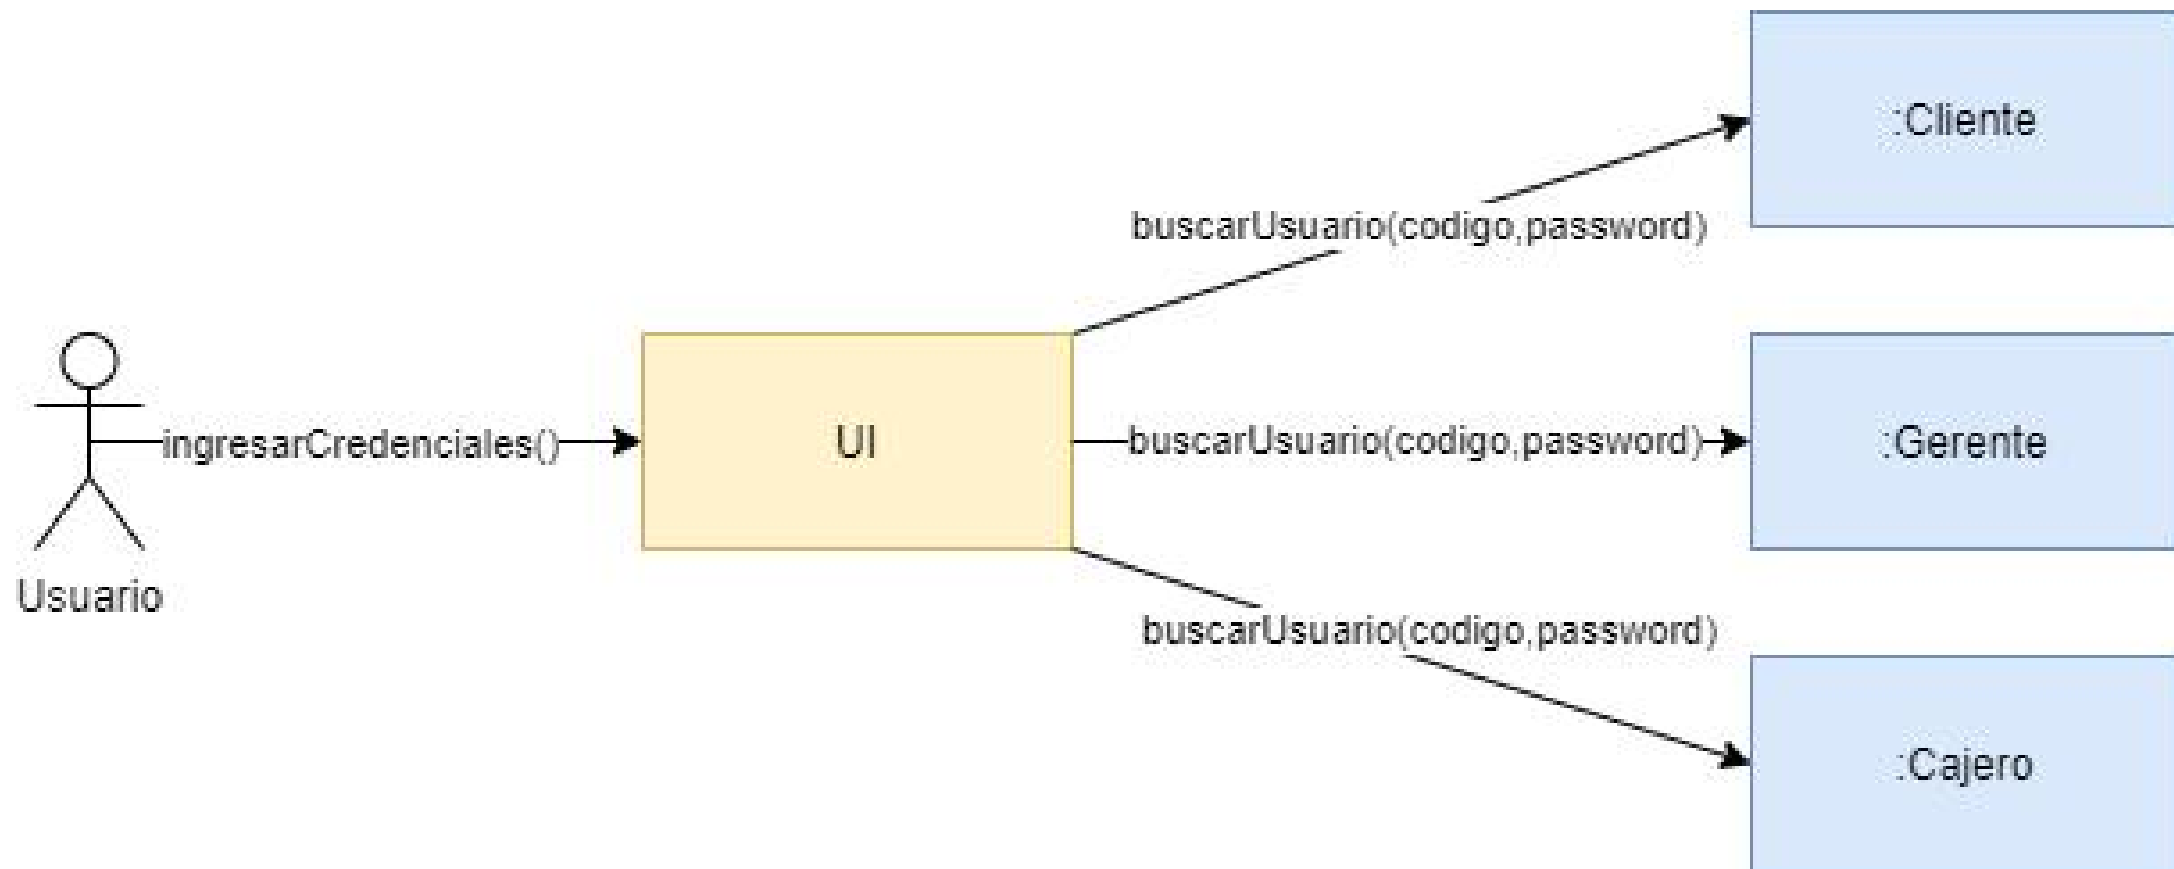 :Cliente
buscarUsuario(codigo,password)
ingresarCredenciales()
UI
buscarUsuario(codigo,password)
:Gerente
Usuario
buscarUsuario(codigo,password)
:Cajero